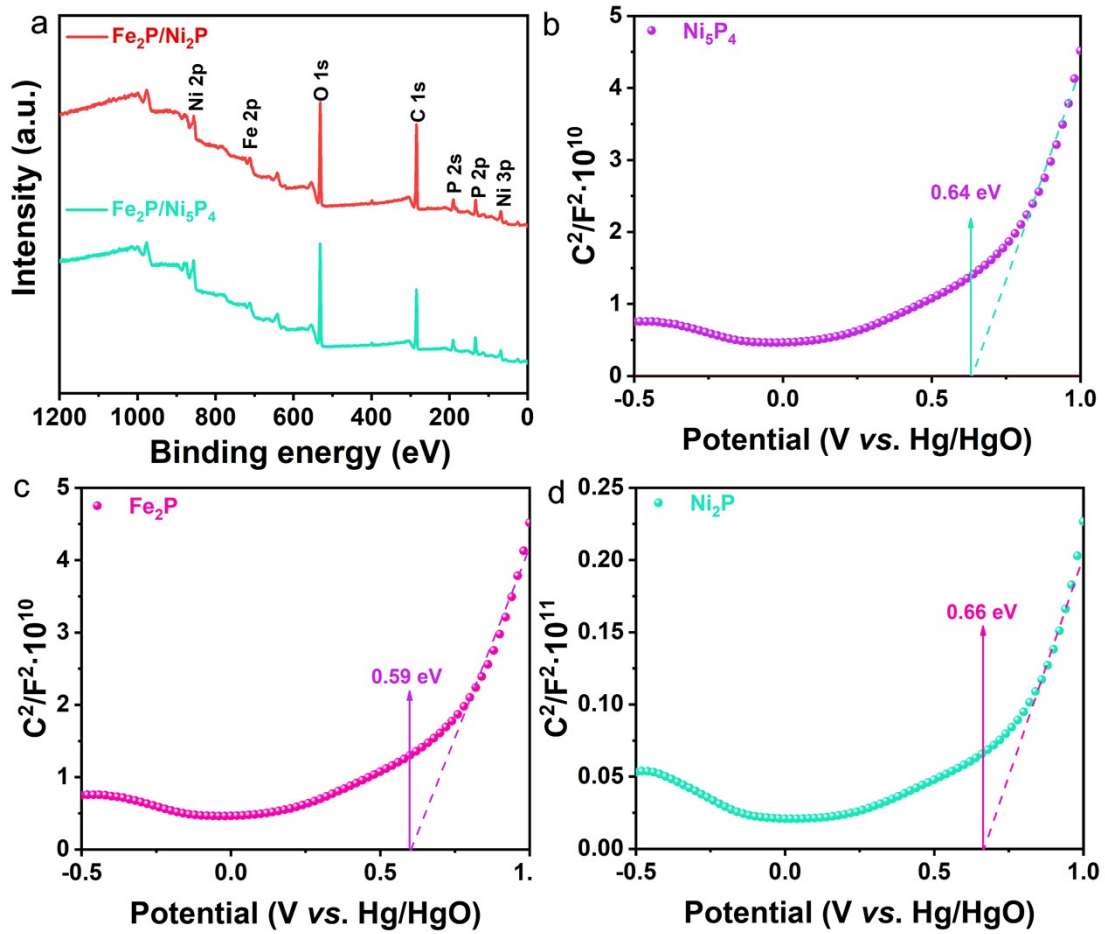 a
Fe₂P/Ni₂P
Ni 2p
Fe 2p
O 1s
C 1s
P 2s
P 2p
Ni 3p
Fe₂P/Ni₅P₄
Intensity (a.u.)
1200 1000 800 600 400 200 0
Binding energy (eV)
b
Ni₅P₄
0.64 eV
5
4
3
2
1
0
C²/F²·10¹⁰
-0.5 0.0 0.5 1.0
Potential (V vs. Hg/HgO)
c
Fe₂P
0.59 eV
5
4
3
2
1
0
C²/F²·10¹⁰
-0.5 0.0 0.5 1.
Potential (V vs. Hg/HgO)
d
Ni₂P
0.66 eV
0.25
0.20
0.15
0.10
0.05
0.00
C²/F²·10¹¹
-0.5 0.0 0.5 1.0
Potential (V vs. Hg/HgO)